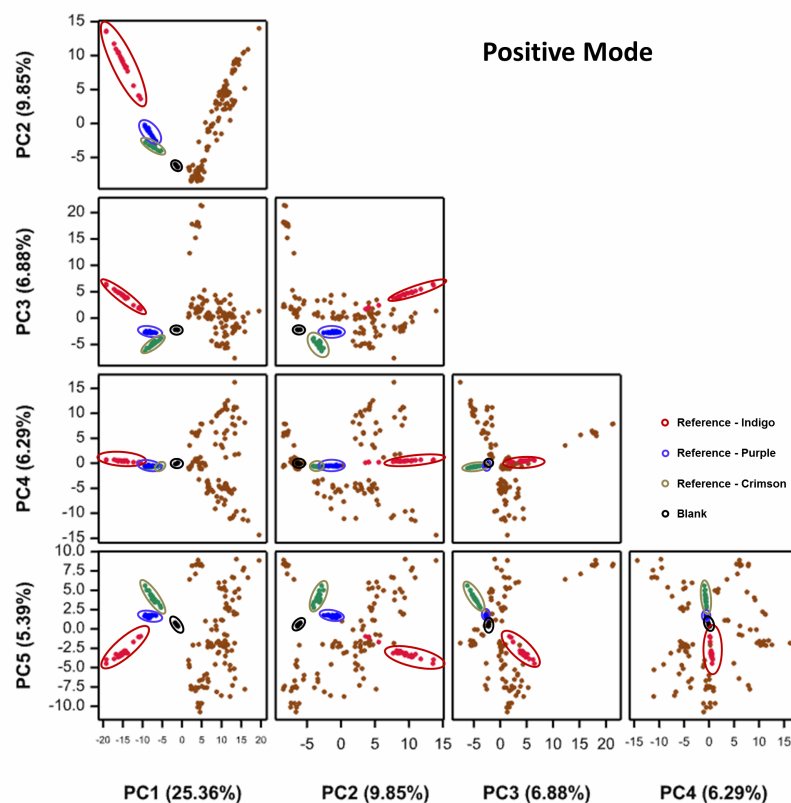 Positive Mode
15
10
5
0
-5
PC2 (9.85%)
20
15
10
5
0
-5
PC3 (6.88%)
15
10
5
0
-5
-10
-15
PC4 (6.29%)
Reference - Indigo
Reference - Purple
Reference - Crimson
Blank
10.0
7.5
5.0
2.5
0.0
-2.5
-5.0
-7.5
-10.0
PC5 (5.39%)
-20 -15 -10 -5 0 5 10 15 20
-5 0 5 10 15
-5 0 5 10 15 20
-15 -10 -5 0 5 10 15
PC1 (25.36%) PC2 (9.85%) PC3 (6.88%) PC4 (6.29%)